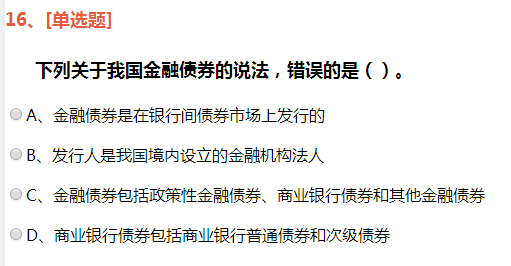 16、[单选题]
下列关于我国金融债券的说法，错误的是（ ）。
A、金融债券是在银行间债券市场上发行的
B、发行人是我国境内设立的金融机构法人
C、金融债券包括政策性金融债券、商业银行债券和其他金融债券
D、商业银行债券包括商业银行普通债券和次级债券